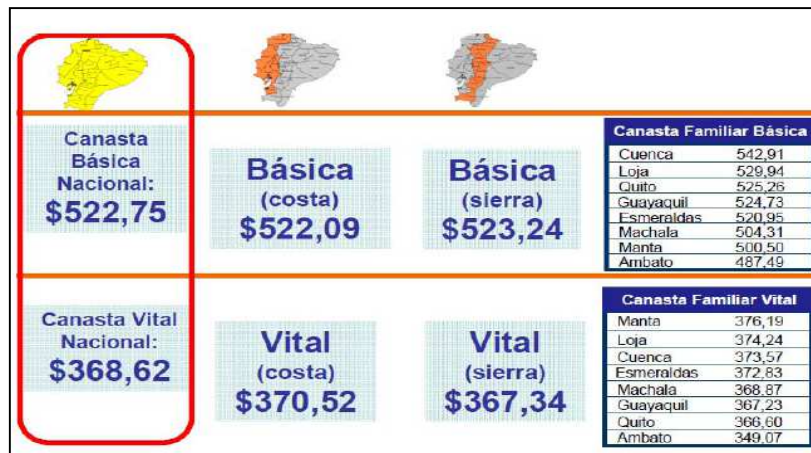 Canasta
Básica
Nacional:
$522,75
Básica
(costa)
$522,09
Básica
(sierra)
$523,24
Canasta Familiar Básica
Cuenca 542,91
Loja 529,94
Quito 525,26
Guayaquil 524,73
Esmeraldas 520,95
Machala 504,31
Manta 500,50
Ambato 487,49
Canasta Vital
Nacional:
$368,62
Vital
(costa)
$370,52
Vital
(sierra)
$367,34
Canasta Familiar Vital
Manta 376,19
Loja 374,24
Cuenca 373,57
Esmeraldas 372,83
Machala 368,87
Guayaquil 367,23
Quito 366,60
Ambato 349,07